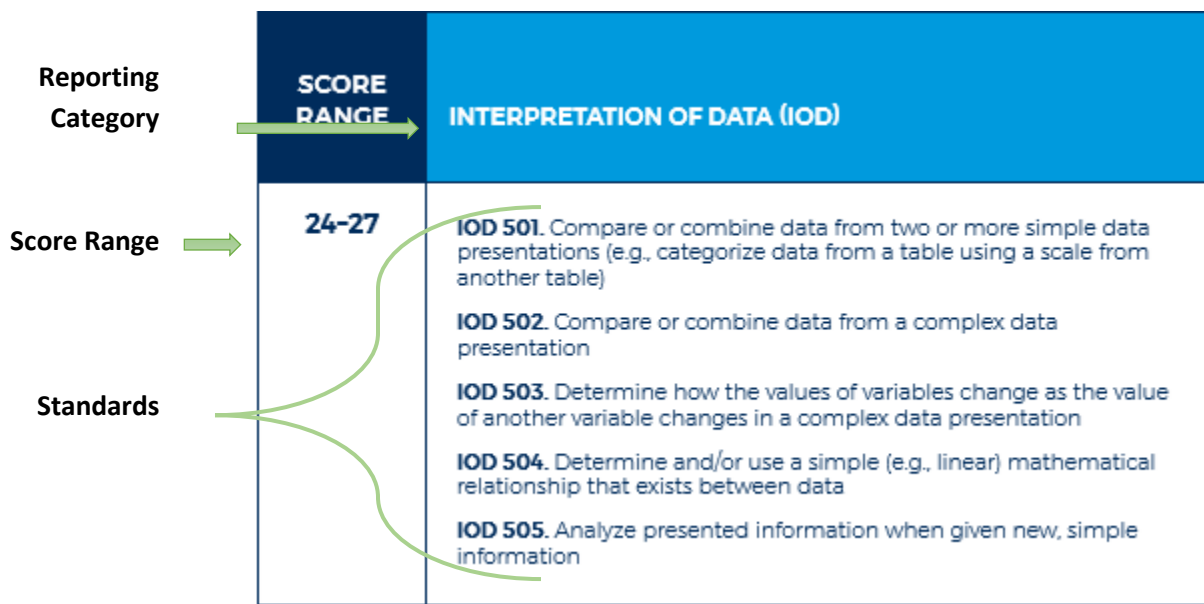 Reporting
Category
SCORE
RANGE
INTERPRETATION OF DATA (IOD)
Score Range
24–27
IOD 501. Compare or combine data from two or more simple data
presentations (e.g., categorize data from a table using a scale from
another table)
IOD 502. Compare or combine data from a complex data
presentation
Standards
IOD 503. Determine how the values of variables change as the value
of another variable changes in a complex data presentation
IOD 504. Determine and/or use a simple (e.g., linear) mathematical
relationship that exists between data
IOD 505. Analyze presented information when given new, simple
information